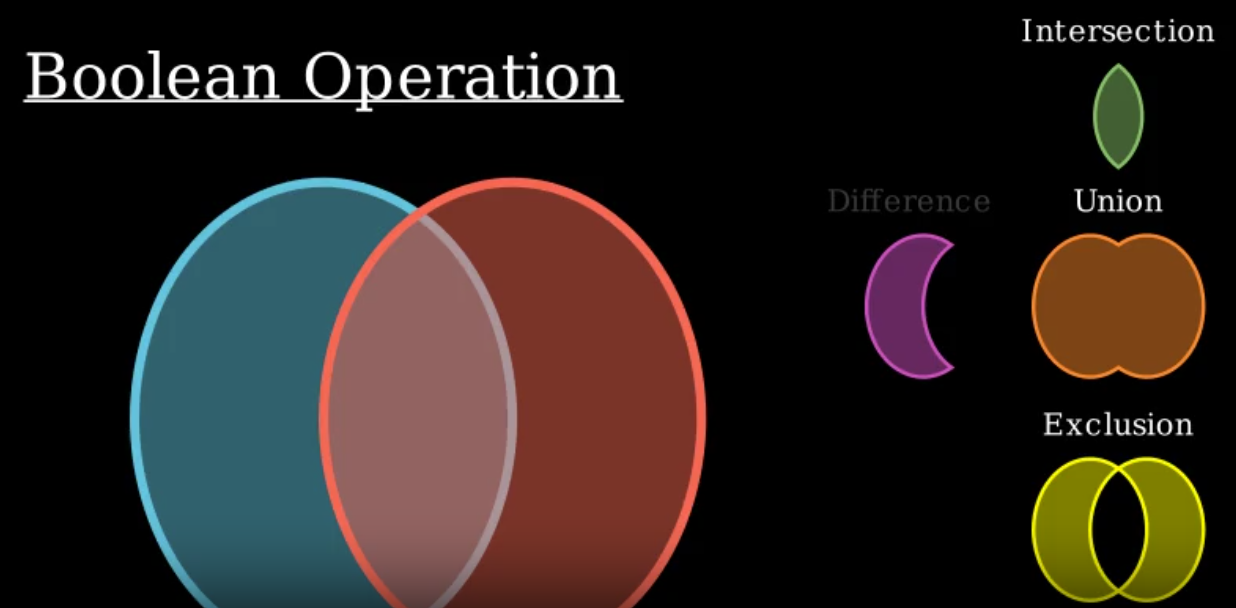 Boolean Operation
Intersection
Difference
Union
Exclusion